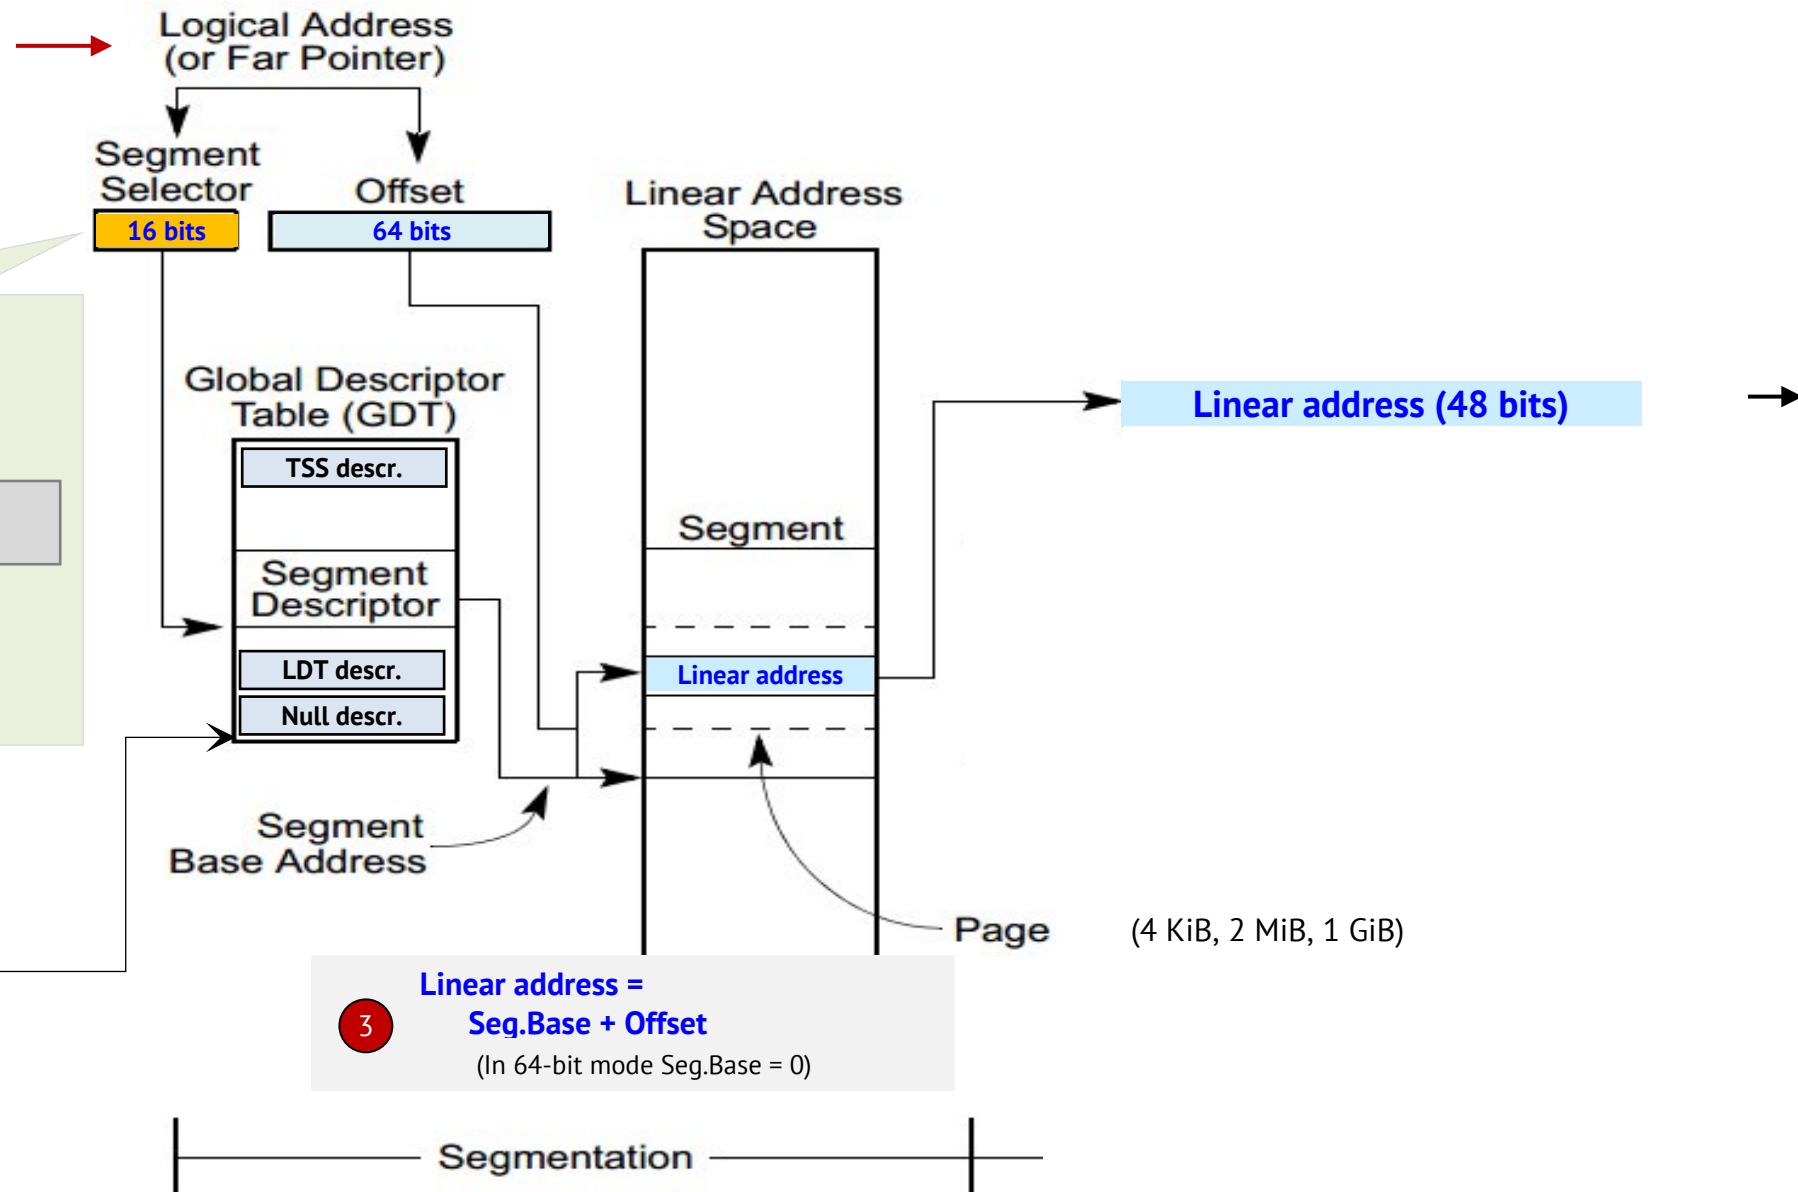 Logical Address
(or Far Pointer)
Segment
Selector
Offset
16 bits
64 bits
Linear Address
Space
Global Descriptor
Table (GDT)
TSS descr.
Segment
Descriptor
LDT descr.
Null descr.
Segment
Base Address
Segment
Linear address
Linear address (48 bits)
Page
(4 KiB, 2 MiB, 1 GiB)
3
Linear address =
Seg.Base + Offset
(In 64-bit mode Seg.Base = 0)
Segmentation